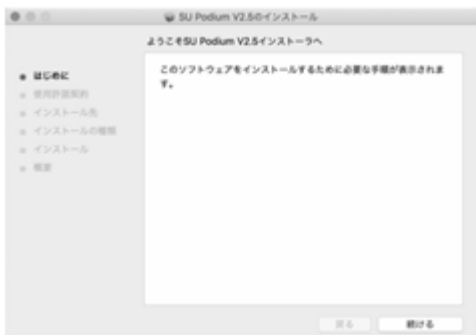 SU Podium V2.5のインストール
ようこそSU Podium V2.5インストーラへ
はじめに
使用許諾契約
インストール先
インストールの種類
インストール
概要
このソフトウェアをインストールするために必要な手順が表示されま
す。
戻る
続ける